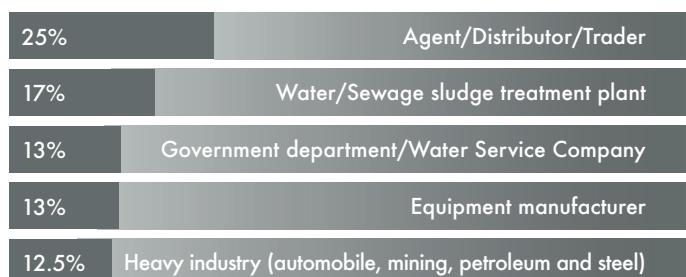 25% Agent/Distributor/Trader
17% Water/Sewage sludge treatment plant
13% Government department/Water Service Company
13% Equipment manufacturer
12.5% Heavy industry (automobile, mining, petroleum and steel)